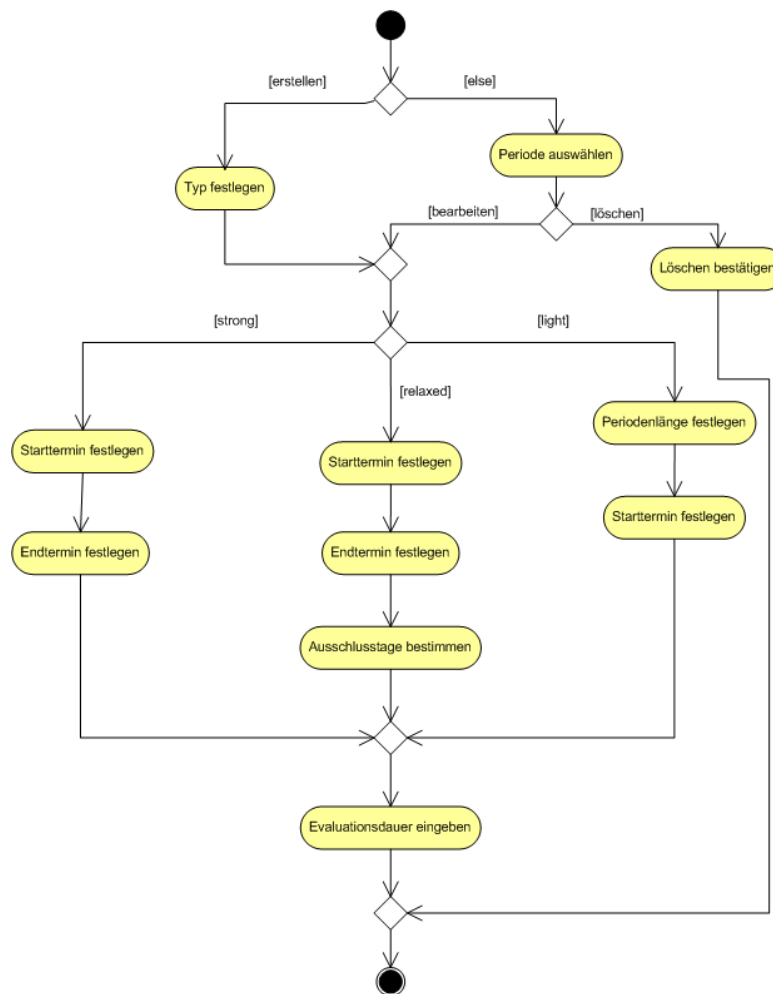 [erstellen]
[else]
Periode auswählen
Typ festlegen
[bearbeiten]
[löschen]
Löschen bestätigen
[strong]
[light]
[relaxed]
Periodenlänge festlegen
Starttermin festlegen
Starttermin festlegen
Starttermin festlegen
Endtermin festlegen
Endtermin festlegen
Ausschlusstage bestimmen
Evaluationsdauer eingeben